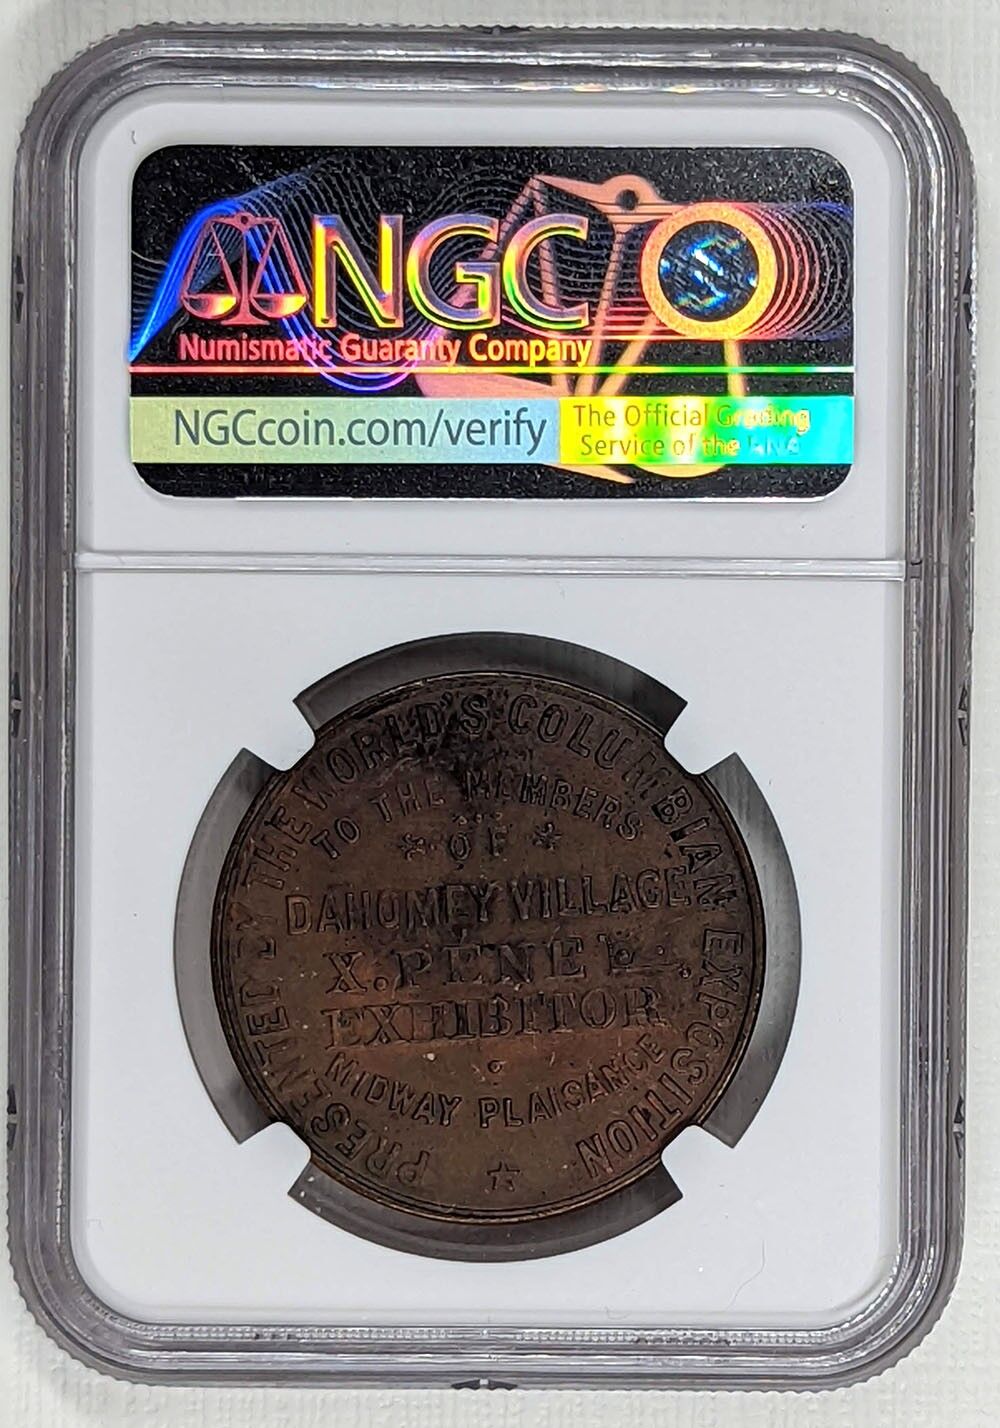 NGC
Numismatic Guaranty Company
NGCcoin.com/verify
The Official Grading
Service of the
PRESENTED BY THE WORLD'S COLUMBIAN EXPOSITION
TO THE MEMBERS
OF
DAHOMEY VILLAGE
X. PENE
EXHIBITOR
MIDWAY PLAISANCE